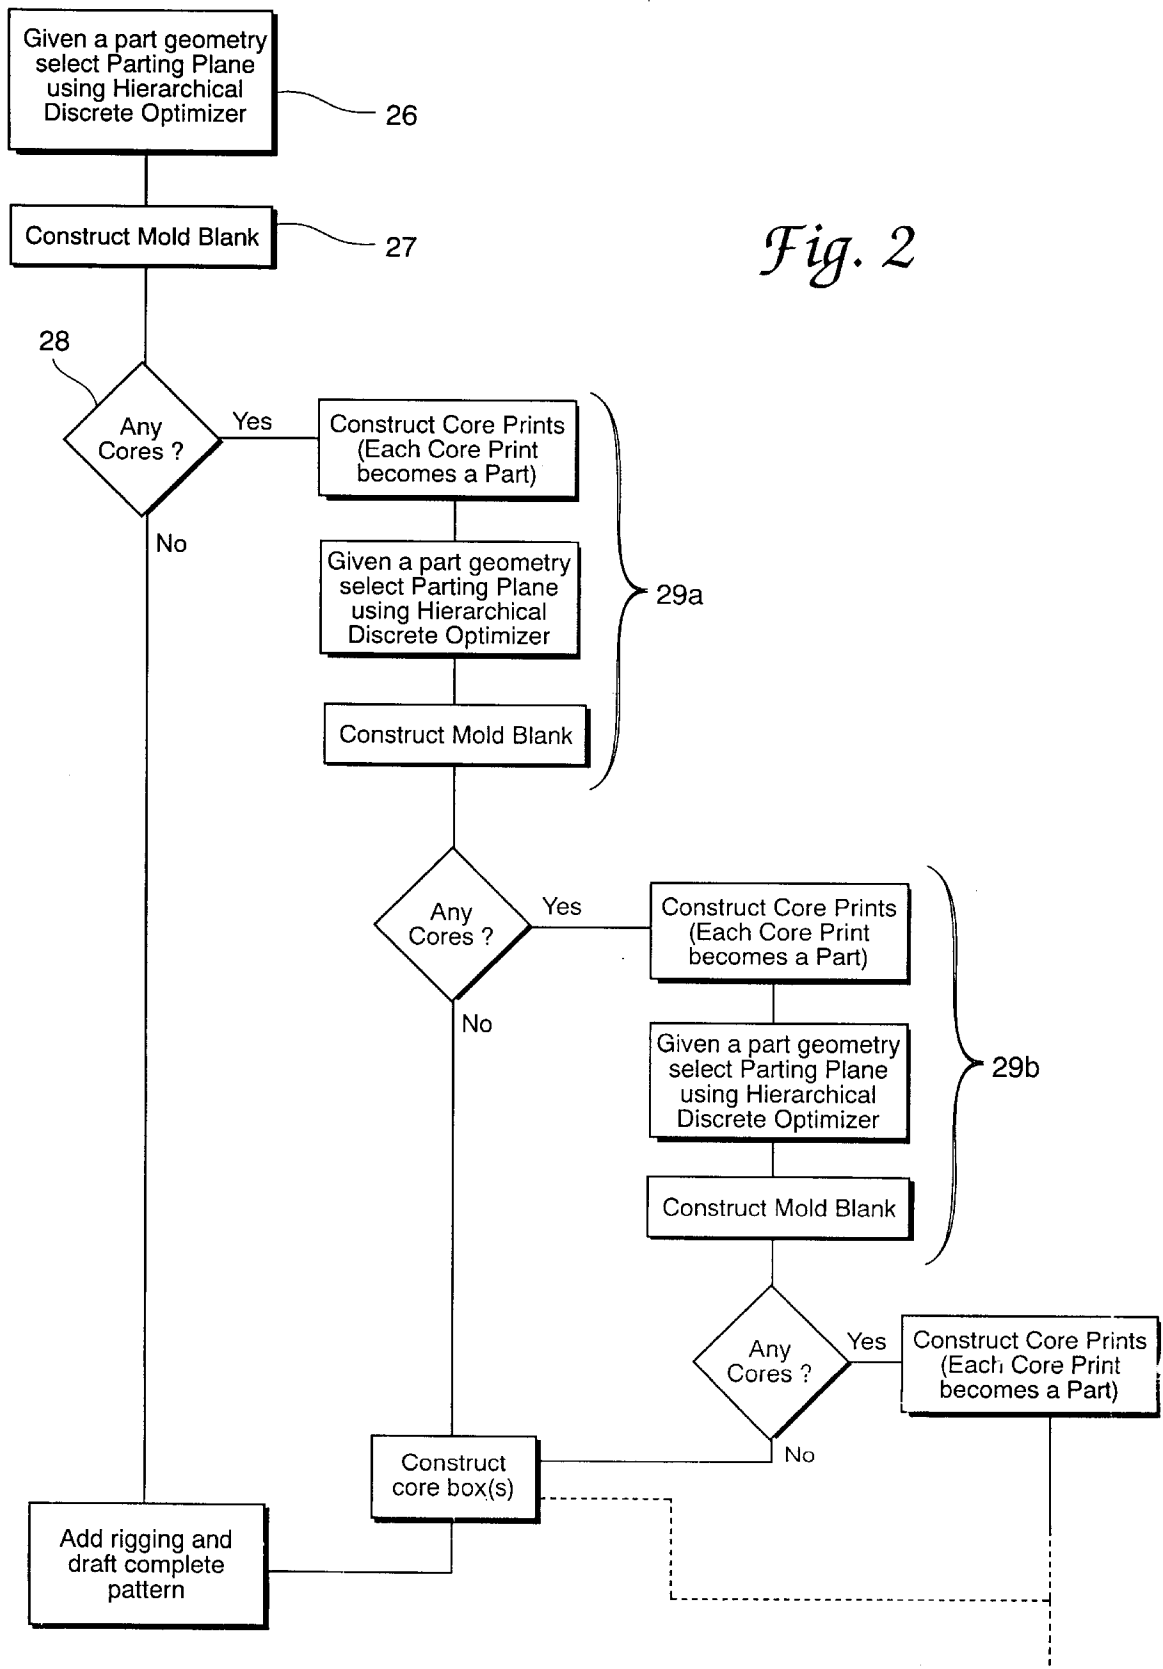 Given a part geometry
select Parting Plane
using Hierarchical
Discrete Optimizer
26
Construct Mold Blank
27
Fig. 2
28
Any
Cores ?
Yes
No
Construct Core Prints
(Each Core Print
becomes a Part)
Given a part geometry
select Parting Plane
using Hierarchical
Discrete Optimizer
Construct Mold Blank
29a
Any
Cores ?
Yes
No
Construct Core Prints
(Each Core Print
becomes a Part)
Given a part geometry
select Parting Plane
using Hierarchical
Discrete Optimizer
Construct Mold Blank
29b
Any
Cores ?
Yes
No
Construct Core Prints
(Each Core Print
becomes a Part)
Construct
core box(s)
Add rigging and
draft complete
pattern